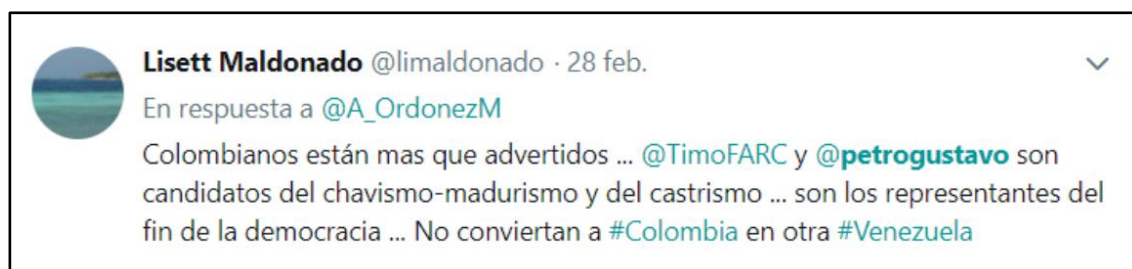 Lisett Maldonado @limaldonado · 28 feb.
En respuesta a @A_OrdonezM
Colombianos están mas que advertidos ... @TimoFARC y @petrogustavo son
candidatos del chavismo-madurismo y del castrismo ... son los representantes del
fin de la democracia ... No conviertan a #Colombia en otra #Venezuela